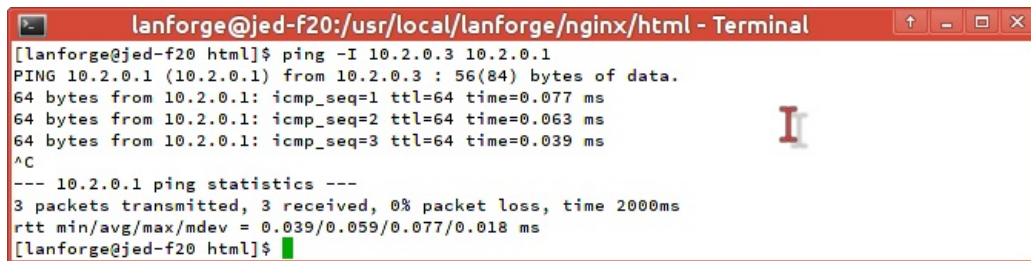 lanforge@jed-f20:/usr/local/lanforge/nginx/html - Terminal
[lanforge@jed-f20 html]$ ping -I 10.2.0.3 10.2.0.1
PING 10.2.0.1 (10.2.0.1) from 10.2.0.3 : 56(84) bytes of data.
64 bytes from 10.2.0.1: icmp_seq=1 ttl=64 time=0.077 ms
64 bytes from 10.2.0.1: icmp_seq=2 ttl=64 time=0.063 ms
64 bytes from 10.2.0.1: icmp_seq=3 ttl=64 time=0.039 ms
^C
--- 10.2.0.1 ping statistics ---
3 packets transmitted, 3 received, 0% packet loss, time 2000ms
rtt min/avg/max/mdev = 0.039/0.059/0.077/0.018 ms
[lanforge@jed-f20 html]$